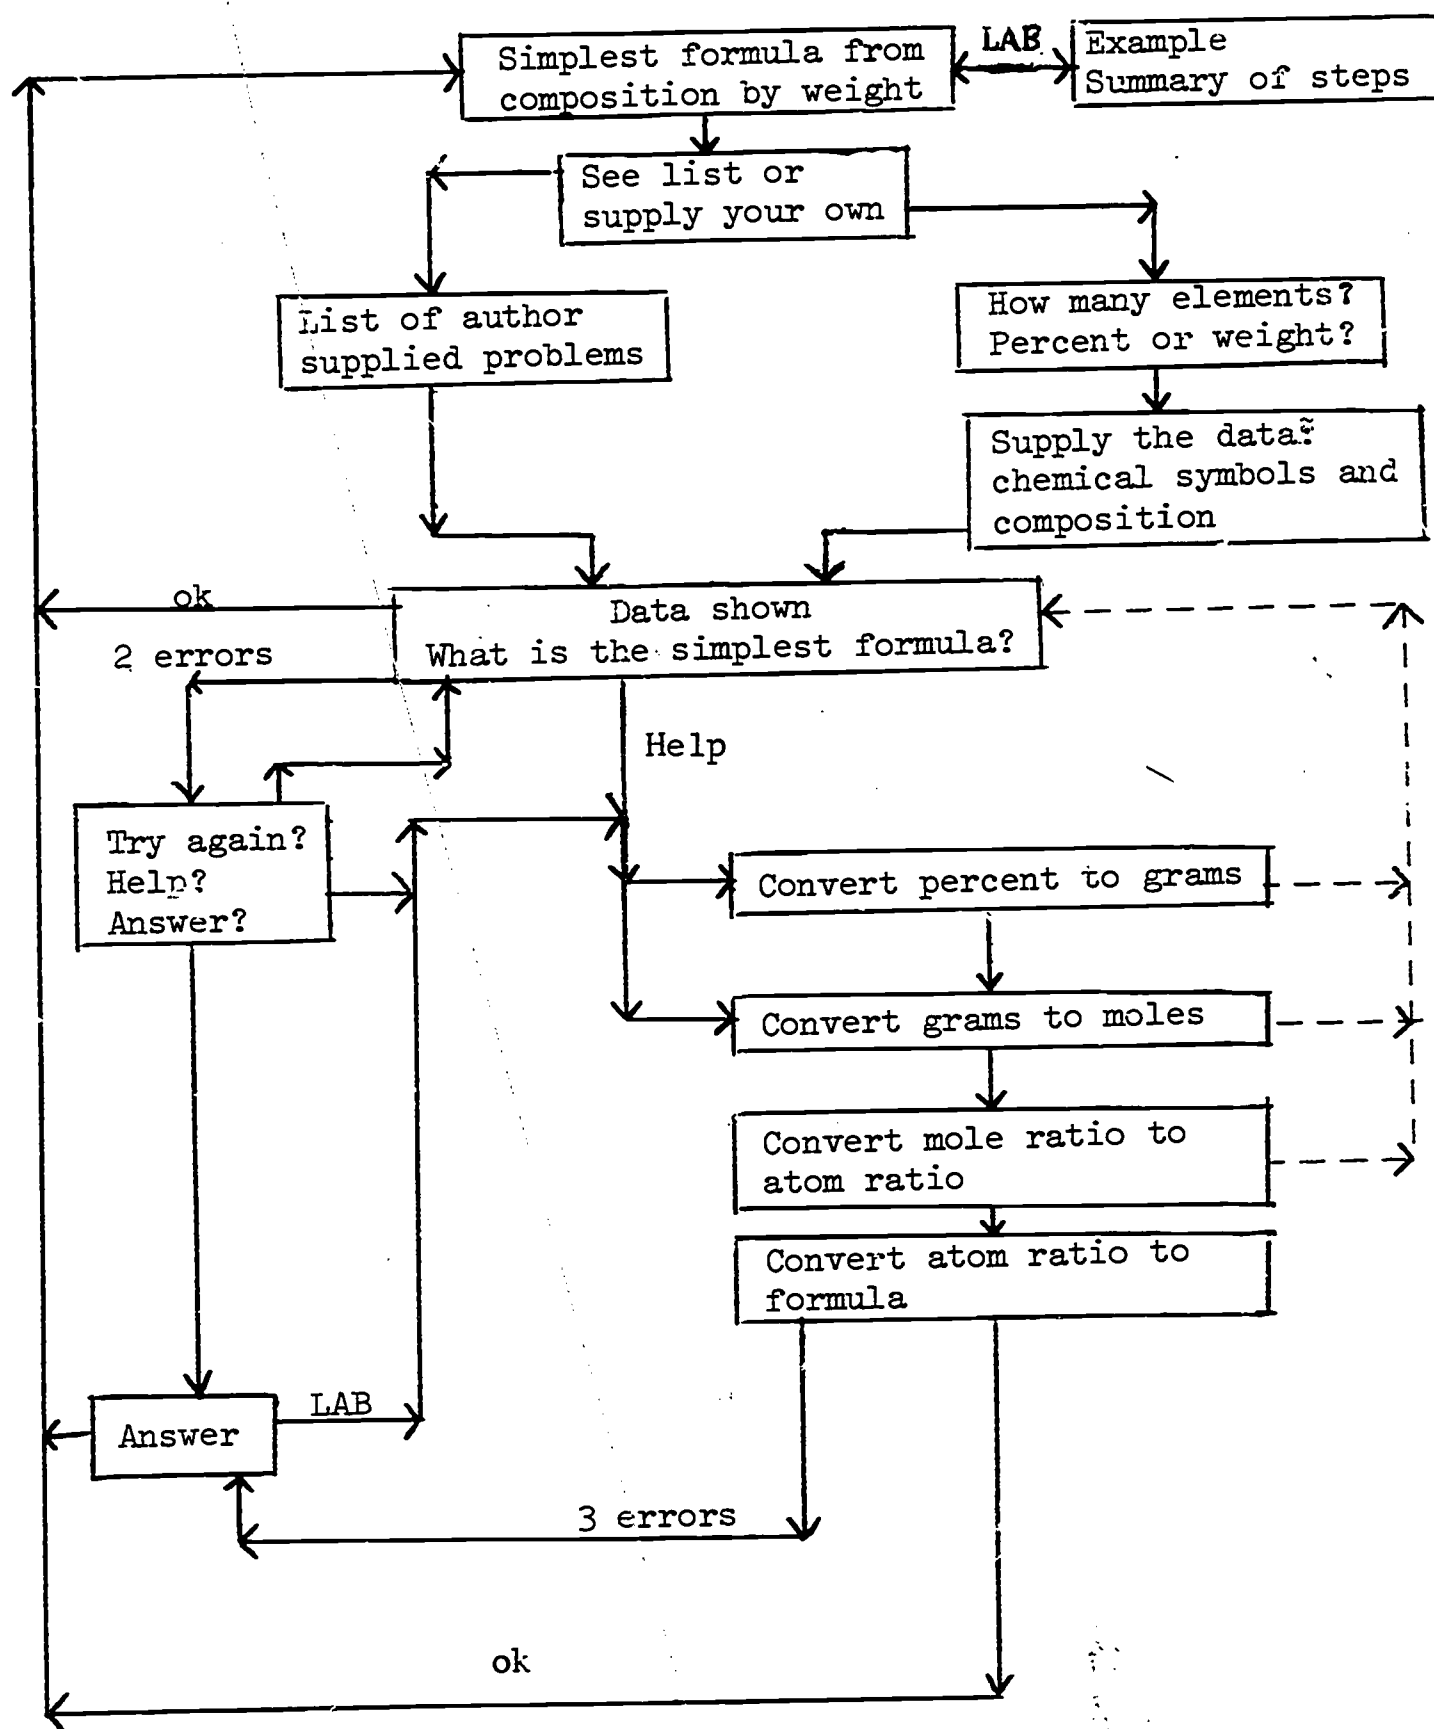 Simplest formula from
composition by weight
LAB
Example
Summary of steps
See list or
supply your own
List of author
supplied problems
How many elements?
Percent or weight?
Supply the data:
chemical symbols and
composition
ok
Data shown
What is the simplest formula?
2 errors
Help
Try again?
Help?
Answer?
Convert percent to grams
Convert grams to moles
Convert mole ratio to
atom ratio
Convert atom ratio to
formula
Answer
LAB
3 errors
ok